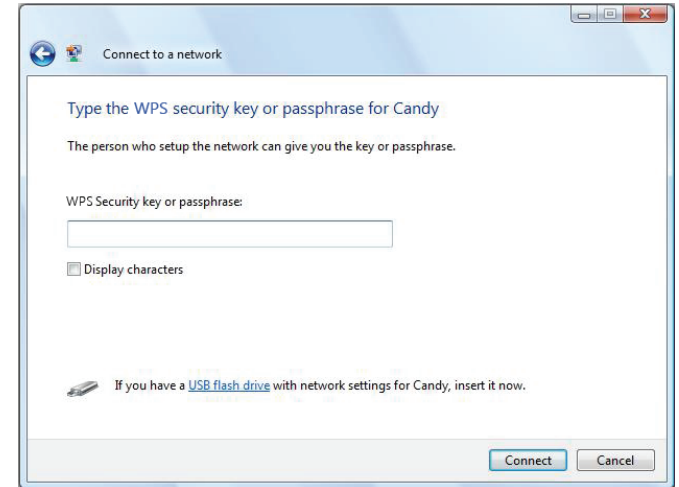 Connect to a network
Type the WPS security key or passphrase for Candy
The person who setup the network can give you the key or passphrase.
WPS Security key or passphrase:
Display characters
If you have a USB flash drive with network settings for Candy, insert it now.
Connect Cancel